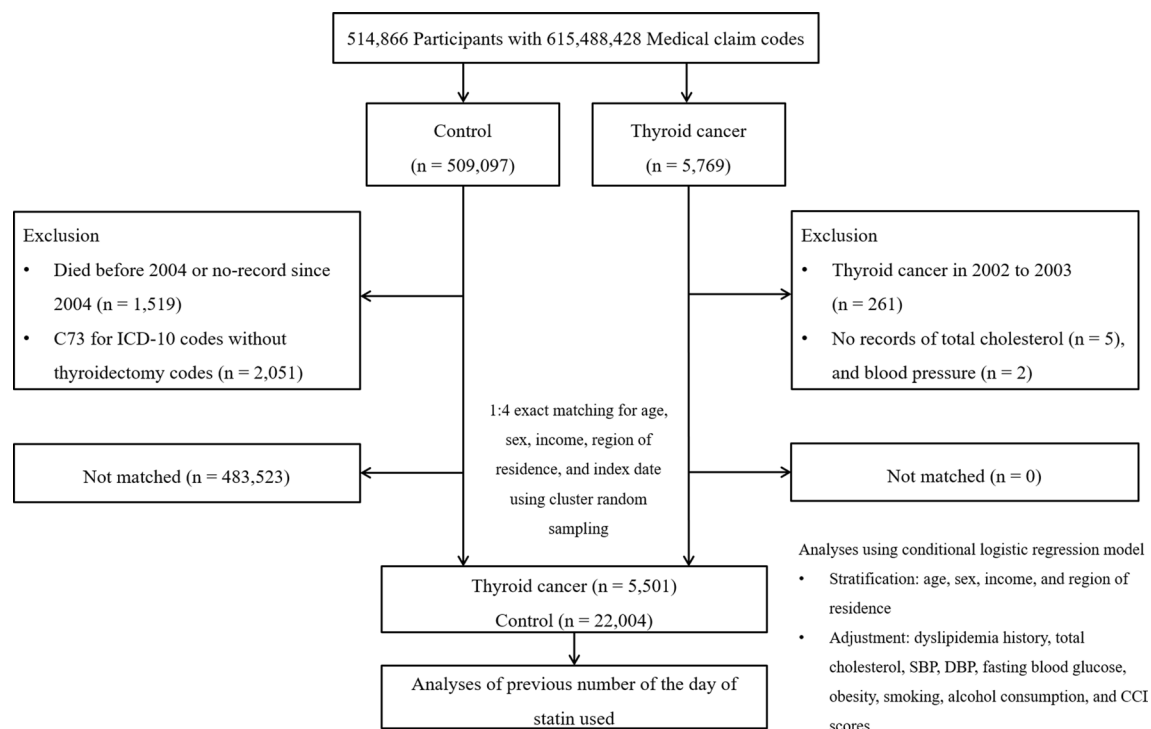 514,866 Participants with 615,488,428 Medical claim codes
Control
(n = 509,097)
Thyroid cancer
(n = 5,769)
Exclusion
• Died before 2004 or no-record since
2004 (n = 1,519)
• C73 for ICD-10 codes without
thyroidectomy codes (n = 2,051)
Exclusion
• Thyroid cancer in 2002 to 2003
(n = 261)
• No records of total cholesterol (n = 5),
and blood pressure (n = 2)
1:4 exact matching for age,
sex, income, region of
residence, and index date
using cluster random
sampling
Not matched (n = 483,523)
Not matched (n = 0)
Thyroid cancer (n = 5,501)
Control (n = 22,004)
Analyses of previous number of the day of
statin used
Analyses using conditional logistic regression model
• Stratification: age, sex, income, and region of
residence
• Adjustment: dyslipidemia history, total
cholesterol, SBP, DBP, fasting blood glucose,
obesity, smoking, alcohol consumption, and CCI
scores